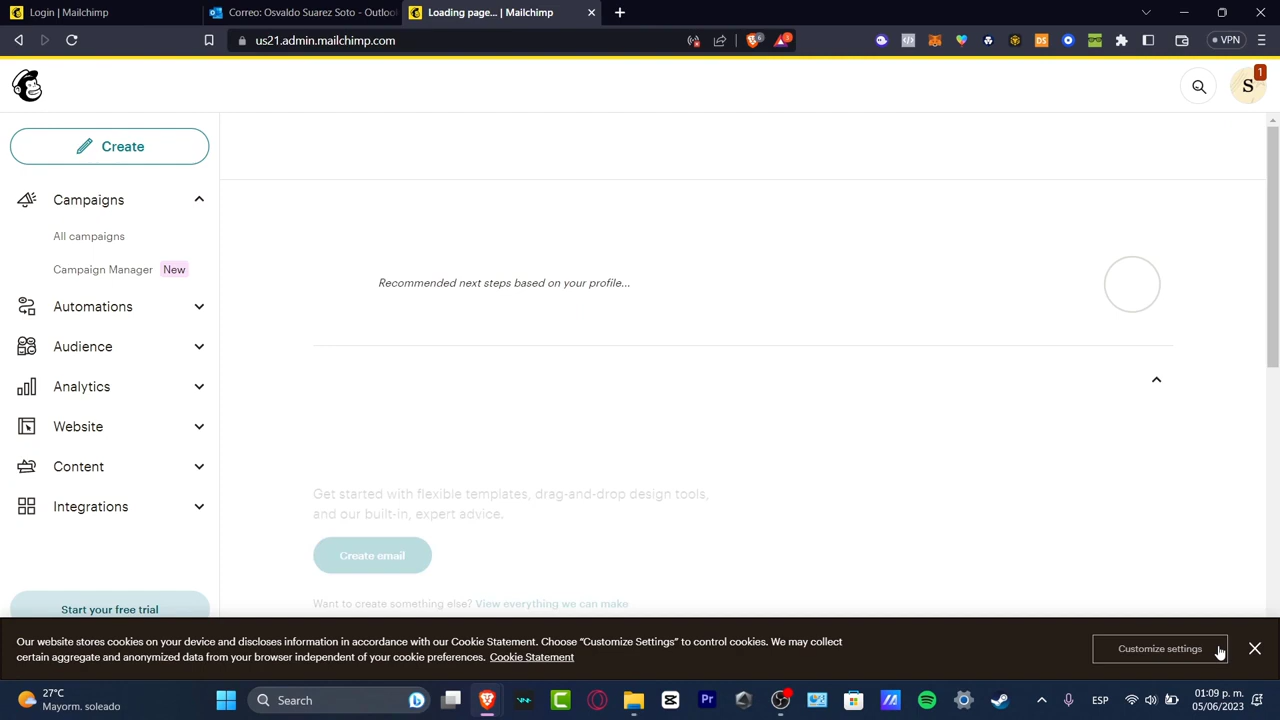 Login | Mailchimp
Correo: Osvaldo Suarez Soto - Outlo
Loading page... | Mailchimp
us21.admin.mailchimp.com
6
3
DS
VPN
S
1
Create
Campaigns
All campaigns
Campaign Manager New
Automations
Audience
Analytics
Website
Content
Integrations
Start your free trial
Recommended next steps based on your profile...
Get started with flexible templates, drag-and-drop design tools,
and our built-in, expert advice.
Create email
Want to create something else? View everything we can make
Our website stores cookies on your device and discloses information in accordance with our Cookie Statement. Choose “Customize Settings” to control cookies. We may collect
certain aggregate and anonymized data from your browser independent of your cookie preferences. Cookie Statement
Customize settings
27°C
Mayorm. soleado
Search
Pr
ESP
01:09 p. m.
05/06/2023